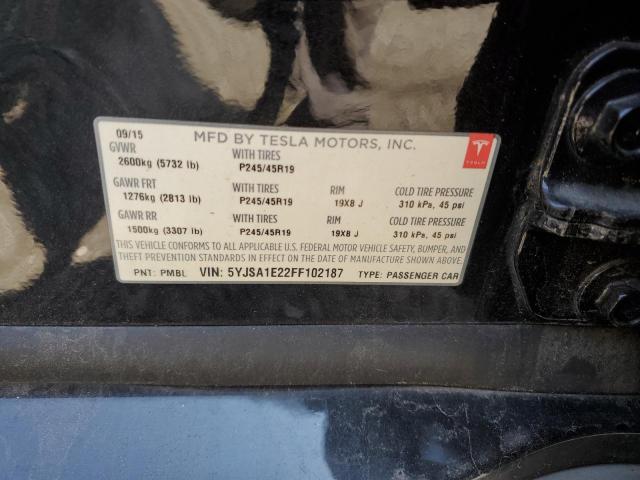 09/15 MFD BY TESLA MOTORS, INC.
GVWR WITH TIRES
2600kg (5732 lb) P245/45R19
TESLA
GAWR FRT WITH TIRES RIM COLD TIRE PRESSURE
1276kg (2813 lb) P245/45R19 19X8 J 310 kPa, 45 psi
GAWR RR WITH TIRES RIM COLD TIRE PRESSURE
1500kg (3307 lb) P245/45R19 19X8 J 310 kPa, 45 psi
THIS VEHICLE CONFORMS TO ALL APPLICABLE U.S. FEDERAL MOTOR VEHICLE SAFETY, BUMPER, AND
THEFT PREVENTION STANDARDS IN EFFECT ON THE DATE OF MANUFACTURE SHOWN ABOVE.
PNT: PMBL VIN: 5YJSA1E22FF102187 TYPE: PASSENGER CAR